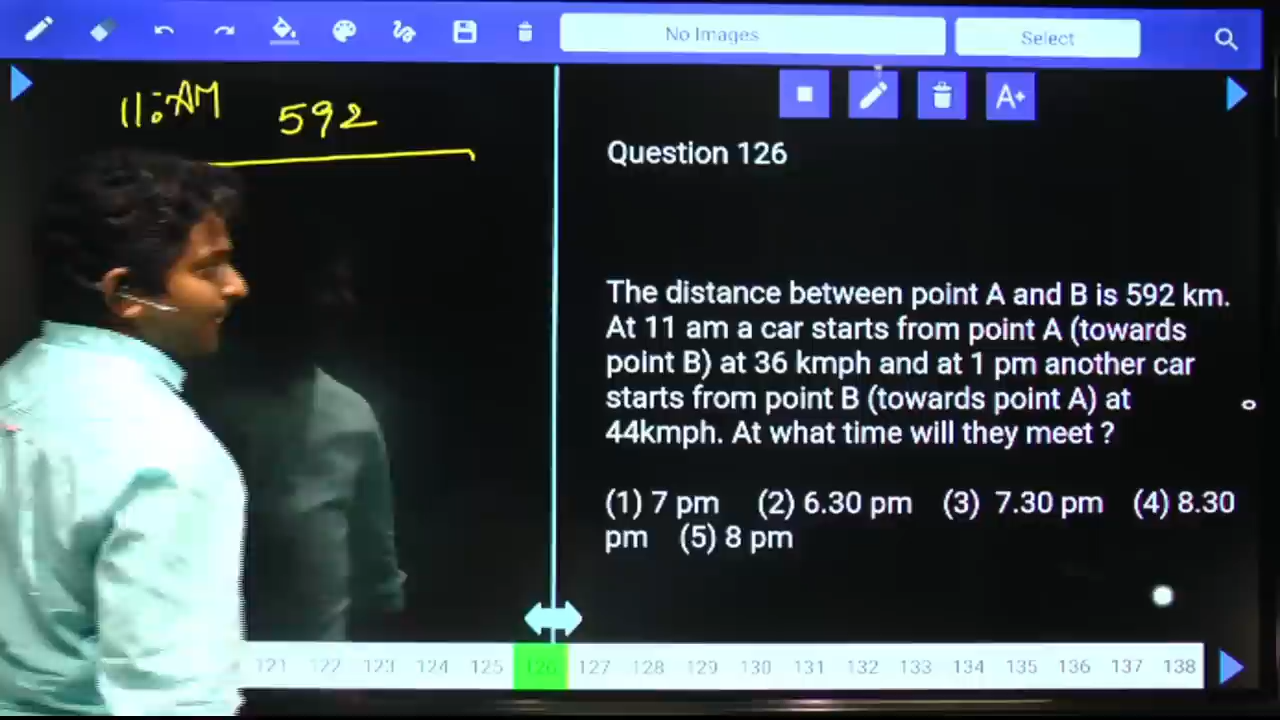 No Images
Select
11:AM
592
A+
Question 126
The distance between point A and B is 592 km.
At 11 am a car starts from point A (towards
point B) at 36 kmph and at 1 pm another car
starts from point B (towards point A) at
44kmph. At what time will they meet ?
(1) 7 pm (2) 6.30 pm (3) 7.30 pm (4) 8.30
pm (5) 8 pm
121 122 123 124 125 126 127 128 129 130 131 132 133 134 135 136 137 138